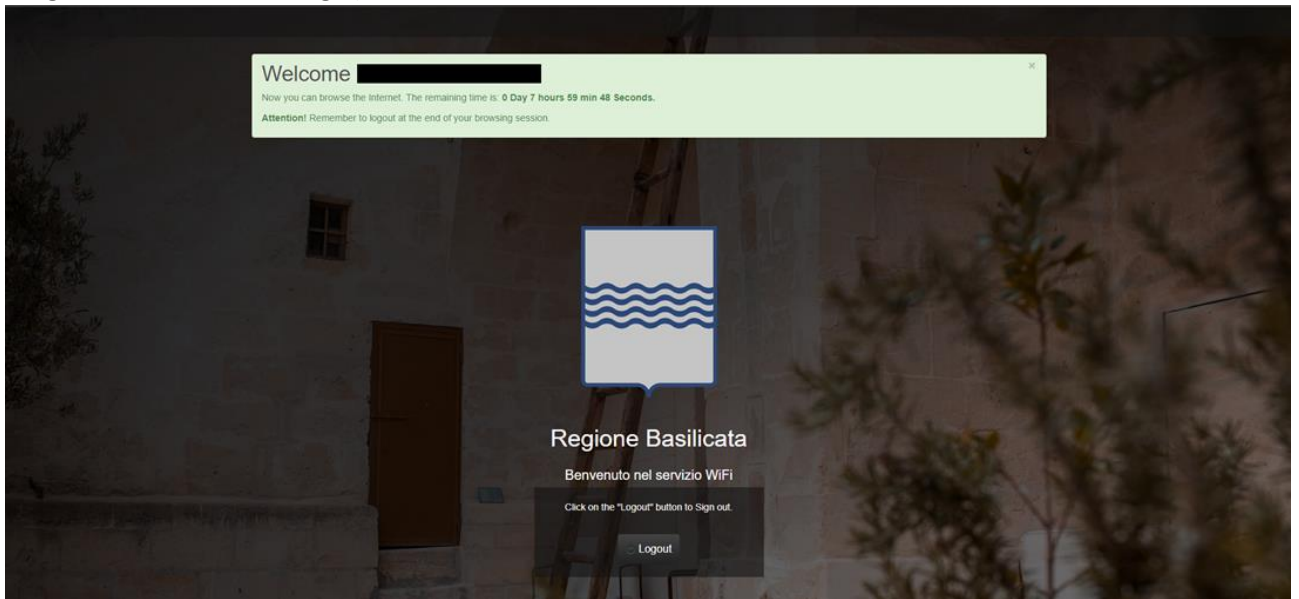 Welcome
×
Now you can browse the Internet. The remaining time is: 0 Day 7 hours 59 min 48 Seconds.
Attention! Remember to logout at the end of your browsing session.
Regione Basilicata
Benvenuto nel servizio WiFi
Click on the "Logout" button to Sign out.
Logout